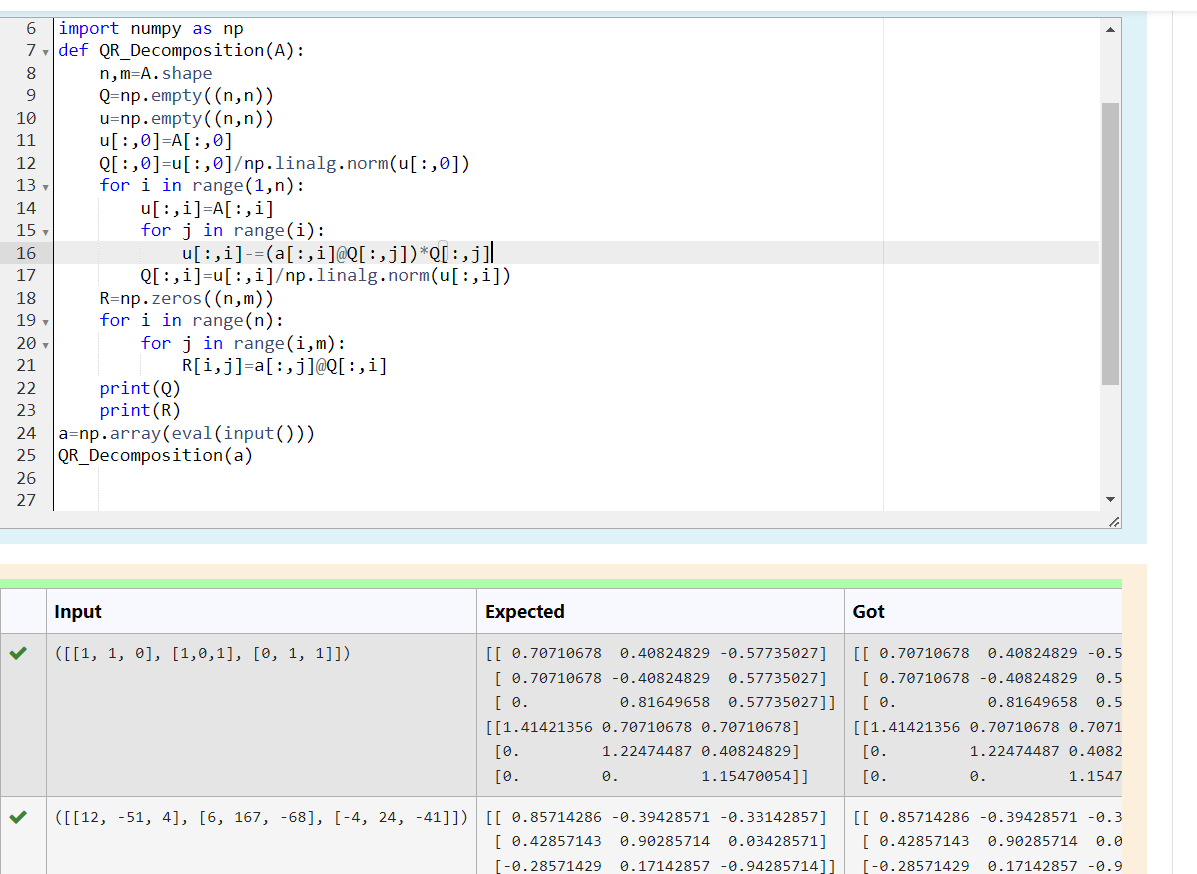 6 import numpy as np
7 def QR_Decomposition(A):
8     n,m=A.shape
9     Q=np.empty((n,n))
10     u=np.empty((n,n))
11     u[:,0]=A[:,0]
12     Q[:,0]=u[:,0]/np.linalg.norm(u[:,0])
13     for i in range(1,n):
14         u[:,i]=A[:,i]
15         for j in range(i):
16             u[:,i]-=(a[:,i]@Q[:,j])*Q[:,j]
17         Q[:,i]=u[:,i]/np.linalg.norm(u[:,i])
18     R=np.zeros((n,m))
19     for i in range(n):
20         for j in range(i,m):
21             R[i,j]=a[:,j]@Q[:,i]
22     print(Q)
23     print(R)
24 a=np.array(eval(input()))
25 QR_Decomposition(a)
26
27
Input Expected Got
([[1, 1, 0], [1,0,1], [0, 1, 1]]) [[ 0.70710678  0.40824829 -0.57735027] [[ 0.70710678  0.40824829 -0.5
[ 0.70710678 -0.40824829  0.57735027] [ 0.70710678 -0.40824829  0.5
[ 0.          0.81649658  0.57735027]] [ 0.          0.81649658  0.5
[[1.41421356 0.70710678 0.70710678] [[1.41421356 0.70710678 0.7071
[0.         1.22474487 0.40824829] [0.         1.22474487 0.4082
[0.         0.         1.15470054]] [0.         0.         1.1547
([[12, -51, 4], [6, 167, -68], [-4, 24, -41]]) [[ 0.85714286 -0.39428571 -0.33142857] [[ 0.85714286 -0.39428571 -0.3
[ 0.42857143  0.90285714  0.03428571] [ 0.42857143  0.90285714  0.0
[-0.28571429  0.17142857 -0.94285714]] [-0.28571429  0.17142857 -0.9